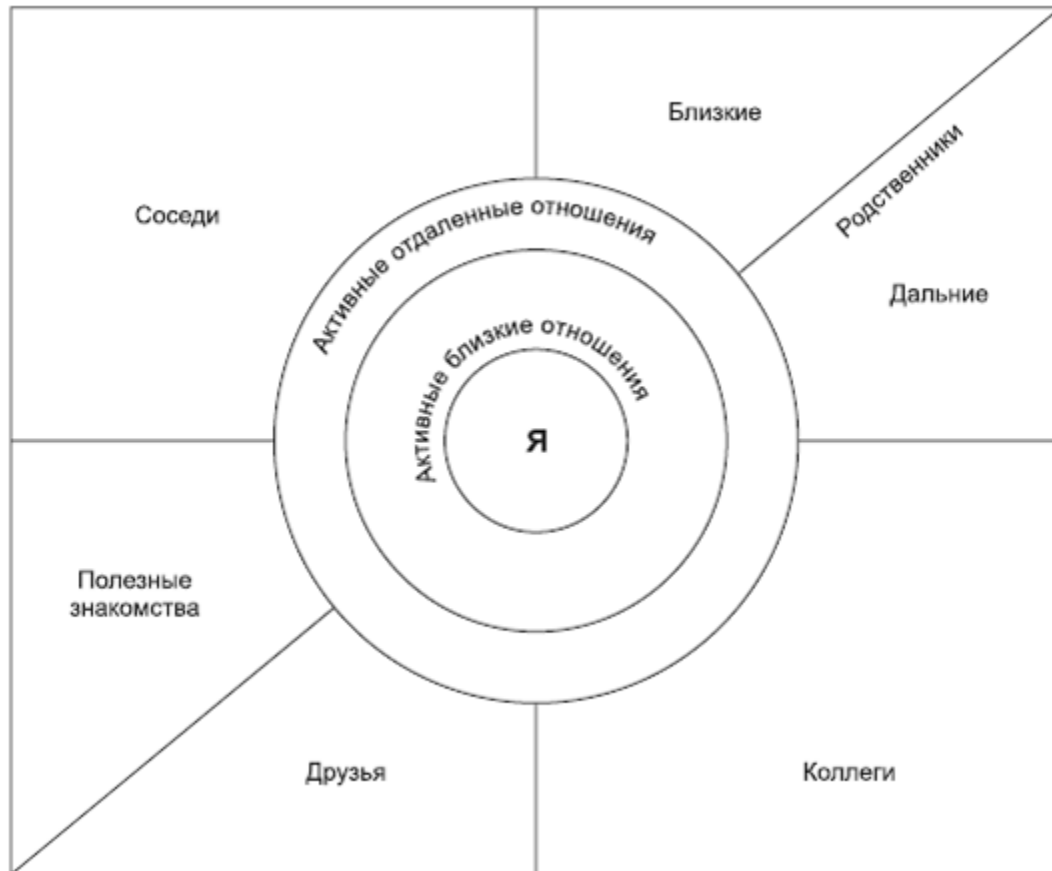 Близкие
Родственники
Соседи
Активные отдаленные отношения
Дальние
Активные близкие отношения
Я
Полезные
знакомства
Друзья
Коллеги